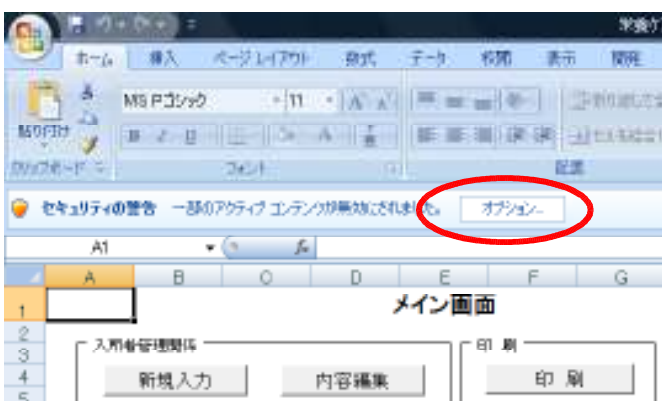 栄養ケ
ホーム 挿入 ページ レイアウト 数式 データ 校閲 表示 開発
MS Pゴシック 11
貼り付け B I U
クリップボード フォント 配置
セキュリティの警告 一部のアクティブ コンテンツが無効にされました。 オプション...
A1 fx
A B C D E F G
1 メイン画面
2
3 入所者管理関係 印 刷
4 新規入力 内容編集 印 刷
5